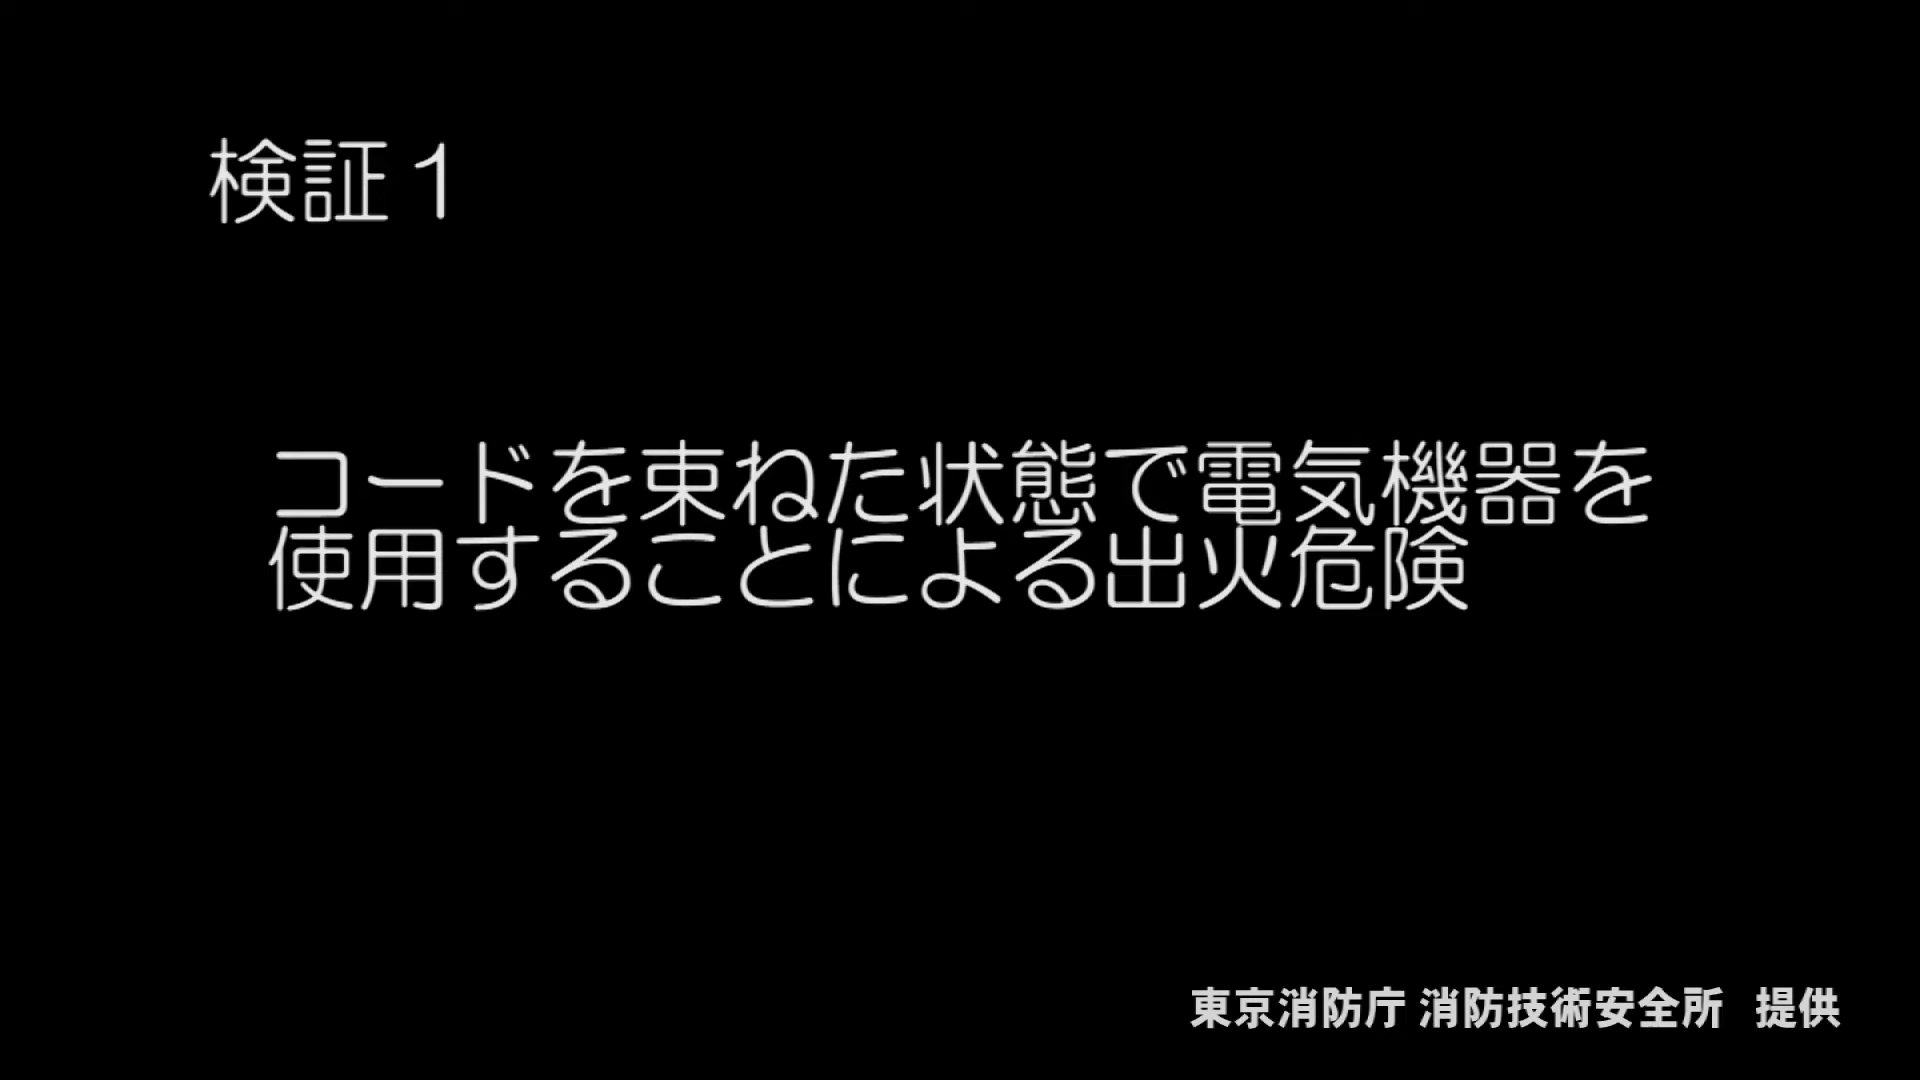 検証１
コードを束ねた状態で電気機器を
使用することによる出火危険
東京消防庁 消防技術安全所 提供